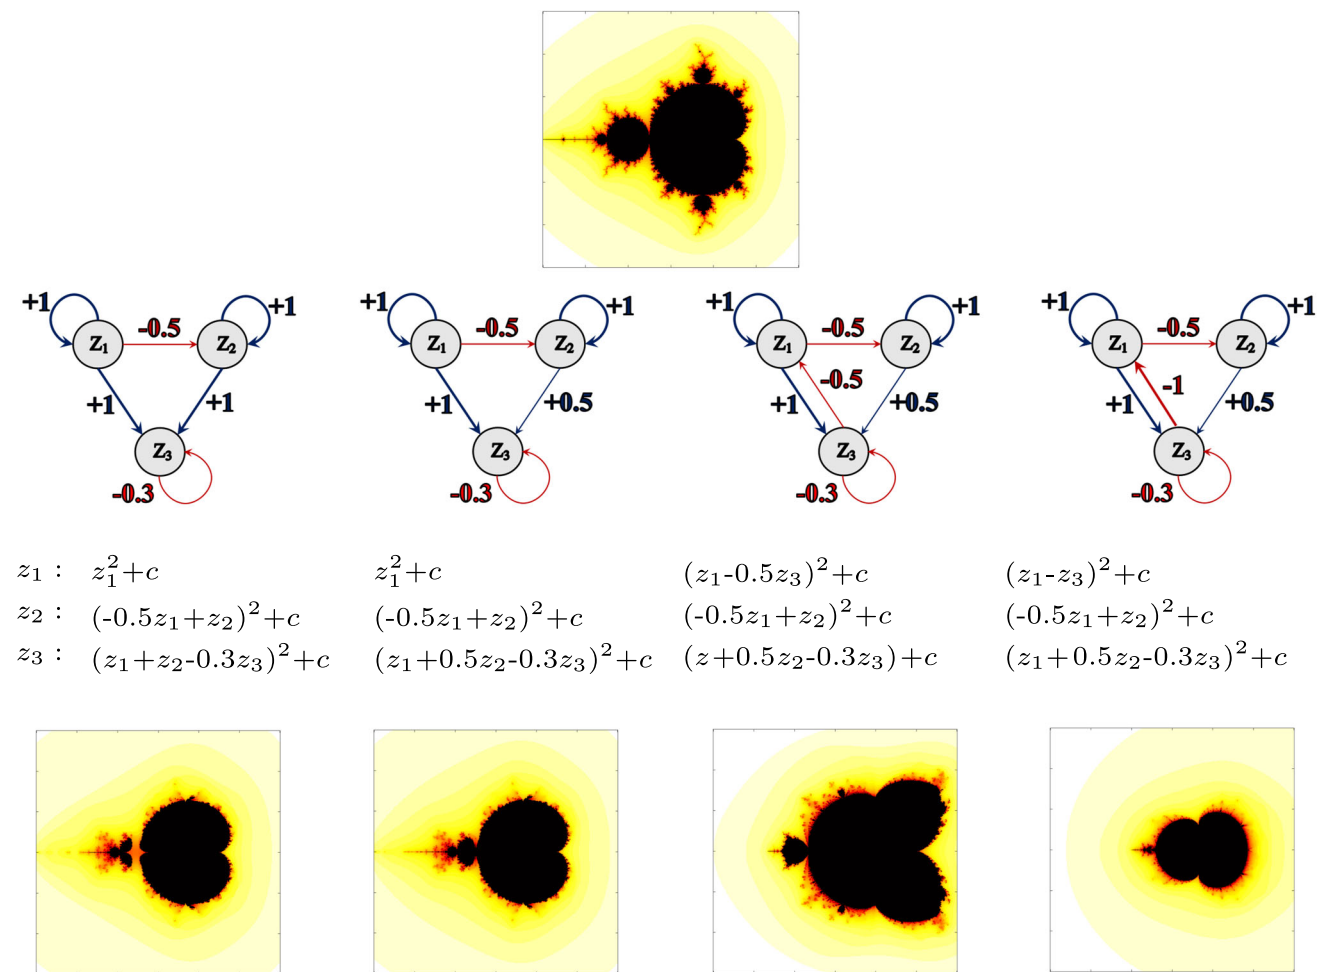 +1 +1 +1 +1 +1 +1 +1 +1
-0.5 -0.5 -0.5 -0.5
Z₁ Z₂ Z₁ Z₂ Z₁ Z₂ Z₁ Z₂
-0.5 -1
+1 +1 +1 +0.5 +1 +0.5 +1 +0.5
Z₃ Z₃ Z₃ Z₃
-0.3 -0.3 -0.3 -0.3
z₁ : z₁²+c z₁²+c (z₁-0.5z₃)²+c (z₁-z₃)²+c
z₂ : (-0.5z₁+z₂)²+c (-0.5z₁+z₂)²+c (-0.5z₁+z₂)²+c (-0.5z₁+z₂)²+c
z₃ : (z₁+z₂-0.3z₃)²+c (z₁+0.5z₂-0.3z₃)²+c (z+0.5z₂-0.3z₃)+c (z₁+0.5z₂-0.3z₃)²+c